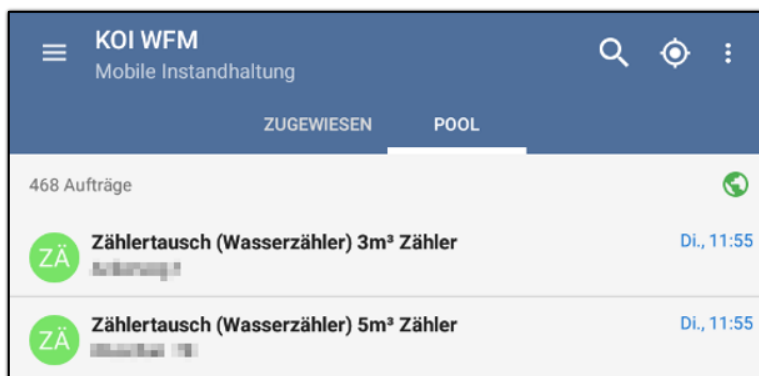 KOI WFM
Mobile Instandhaltung
ZUGEWIESEN POOL
468 Aufträge
ZÄ Zählertausch (Wasserzähler) 3m³ Zähler Di., 11:55
ZÄ Zählertausch (Wasserzähler) 5m³ Zähler Di., 11:55